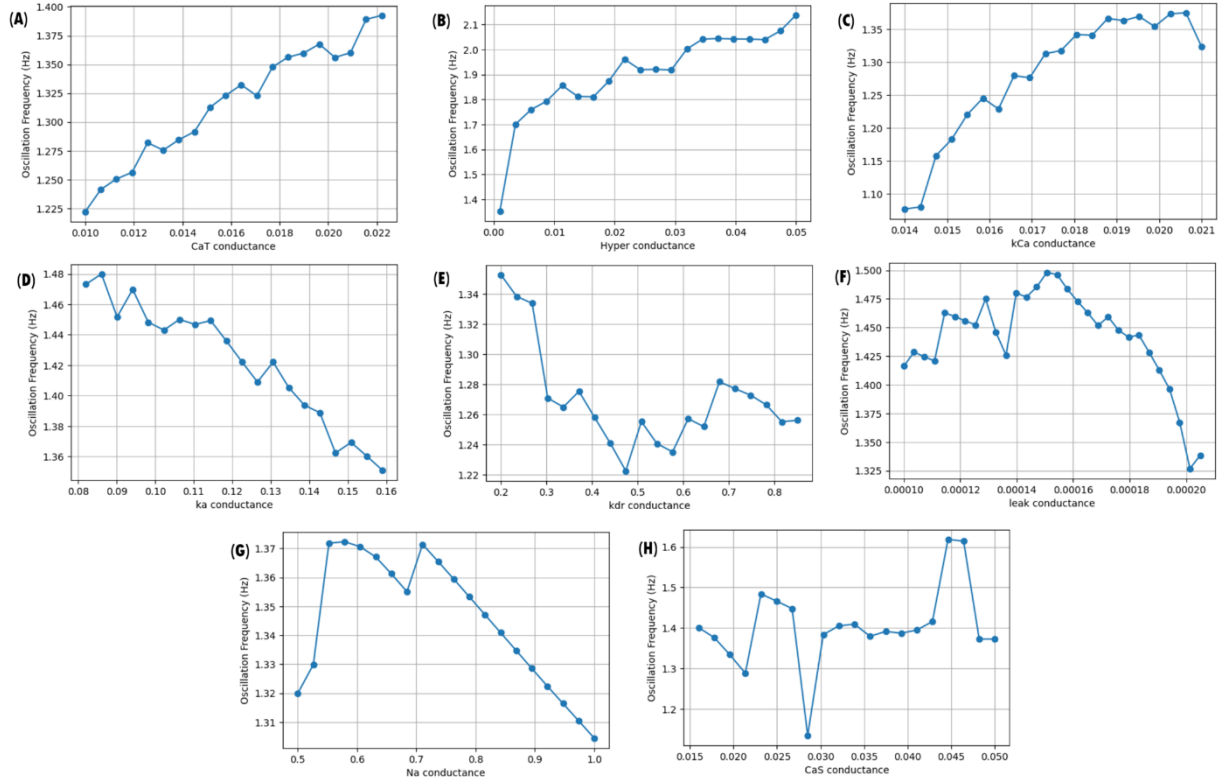 (A)
Oscillation Frequency (Hz)
1.400
1.375
1.350
1.325
1.300
1.275
1.250
1.225
0.010 0.012 0.014 0.016 0.018 0.020 0.022
CaT conductance
(B)
Oscillation Frequency (Hz)
2.1
2.0
1.9
1.8
1.7
1.6
1.5
1.4
0.00 0.01 0.02 0.03 0.04 0.05
Hyper conductance
(C)
Oscillation Frequency (Hz)
1.35
1.30
1.25
1.20
1.15
1.10
0.014 0.015 0.016 0.017 0.018 0.019 0.020 0.021
kCa conductance
(D)
Oscillation Frequency (Hz)
1.48
1.46
1.44
1.42
1.40
1.38
1.36
0.08 0.09 0.10 0.11 0.12 0.13 0.14 0.15 0.16
ka conductance
(E)
Oscillation Frequency (Hz)
1.34
1.32
1.30
1.28
1.26
1.24
1.22
0.2 0.3 0.4 0.5 0.6 0.7 0.8
kdr conductance
(F)
Oscillation Frequency (Hz)
1.500
1.475
1.450
1.425
1.400
1.375
1.350
1.325
0.00010 0.00012 0.00014 0.00016 0.00018 0.00020
leak conductance
(G)
Oscillation Frequency (Hz)
1.37
1.36
1.35
1.34
1.33
1.32
1.31
0.5 0.6 0.7 0.8 0.9 1.0
Na conductance
(H)
Oscillation Frequency (Hz)
1.6
1.5
1.4
1.3
1.2
0.015 0.020 0.025 0.030 0.035 0.040 0.045 0.050
CaS conductance